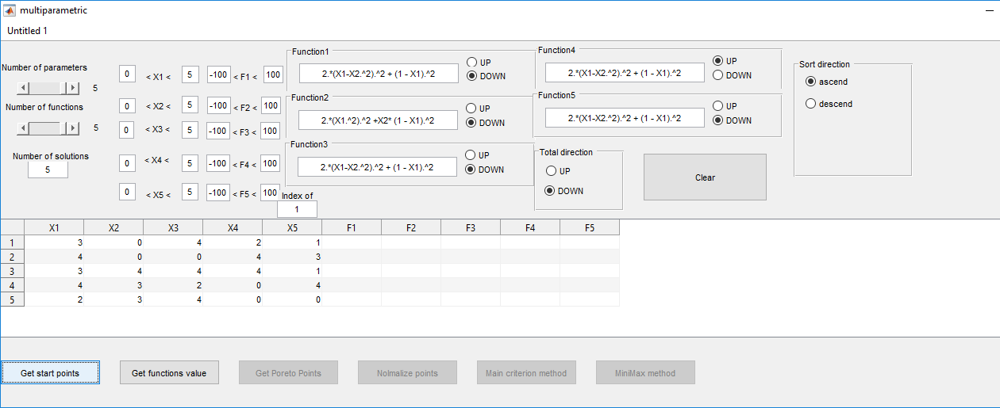 multiparametric
Untitled 1
Number of parameters
5
Number of functions
5
Number of solutions
5
0 < X1 < 5 -100 < F1 < 100
0 < X2 < 5 -100 < F2 < 100
0 < X3 < 5 -100 < F3 < 100
0 < X4 < 5 -100 < F4 < 100
0 < X5 < 5 -100 < F5 < 100
Index of
1
Function1
2.*(X1-X2.^2).^2 + (1 - X1).^2
UP
DOWN
Function2
2.*(X1.^2).^2 +X2* (1 - X1).^2
UP
DOWN
Function3
2.*(X1-X2.^2).^2 + (1 - X1).^2
UP
DOWN
Function4
2.*(X1-X2.^2).^2 + (1 - X1).^2
UP
DOWN
Function5
2.*(X1-X2.^2).^2 + (1 - X1).^2
UP
DOWN
Total direction
UP
DOWN
Clear
Sort direction
ascend
descend
X1 X2 X3 X4 X5 F1 F2 F3 F4 F5
1 3 0 4 2 1
2 4 0 0 4 3
3 3 4 4 4 1
4 4 3 2 0 4
5 2 3 4 0 0
Get start points
Get functions value
Get Poreto Points
Nolmalize points
Main criterion method
MiniMax method